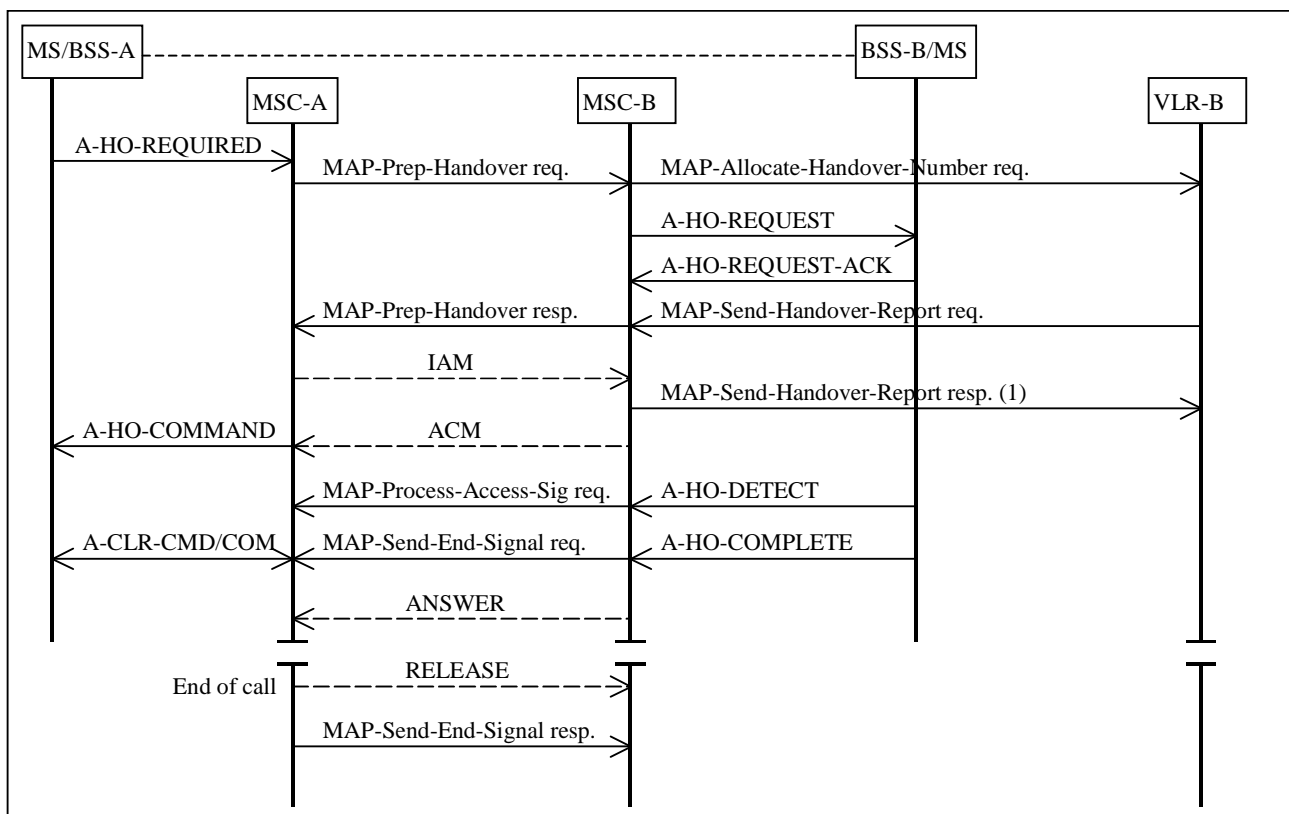 MS/BSS-A
BSS-B/MS
MSC-A
MSC-B
VLR-B
A-HO-REQUIRED
MAP-Prep-Handover req.
MAP-Allocate-Handover-Number req.
A-HO-REQUEST
A-HO-REQUEST-ACK
MAP-Prep-Handover resp.
MAP-Send-Handover-Report req.
IAM
MAP-Send-Handover-Report resp. (1)
A-HO-COMMAND
ACM
MAP-Process-Access-Sig req.
A-HO-DETECT
A-CLR-CMD/COM
MAP-Send-End-Signal req.
A-HO-COMPLETE
ANSWER
End of call
RELEASE
MAP-Send-End-Signal resp.